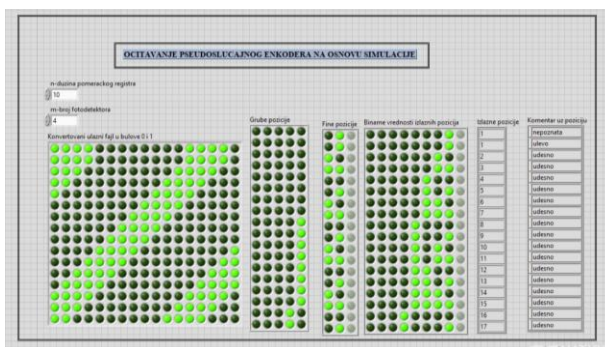 OCITAVANJE PSEUDOSLUCAJNOG ENKODERA NA OSNOVU SIMULACIJE
n-duzina pomerackog registra
10
m-broj fotodetektora
4
Konvertovani ulazni fajl u bulove 0 i 1
Grube pozicije
Fine pozicije
Binarne vrednosti izlaznih pozicije
Izlazne pozicije
Komentar uz poziciju
1
nepoznata
1
ulevo
2
udesno
3
udesno
4
udesno
5
udesno
6
udesno
7
udesno
8
udesno
9
udesno
10
udesno
11
udesno
12
udesno
13
udesno
14
udesno
15
udesno
16
udesno
17
udesno